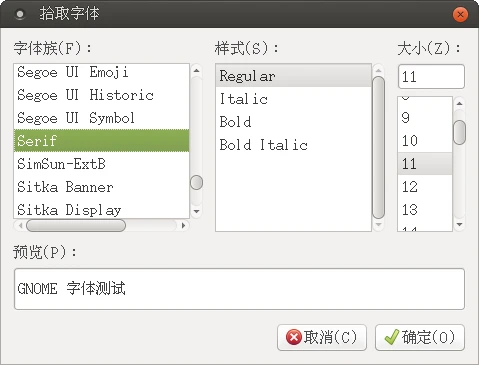 拾取字体
字体族(F)：
样式(S)：
大小(Z)：
Segoe UI Emoji
Segoe UI Historic
Segoe UI Symbol
Serif
SimSun-ExtB
Sitka Banner
Sitka Display
Regular
Italic
Bold
Bold Italic
11
9
10
11
12
13
预览(P)：
GNOME 字体测试
取消(C)
确定(O)